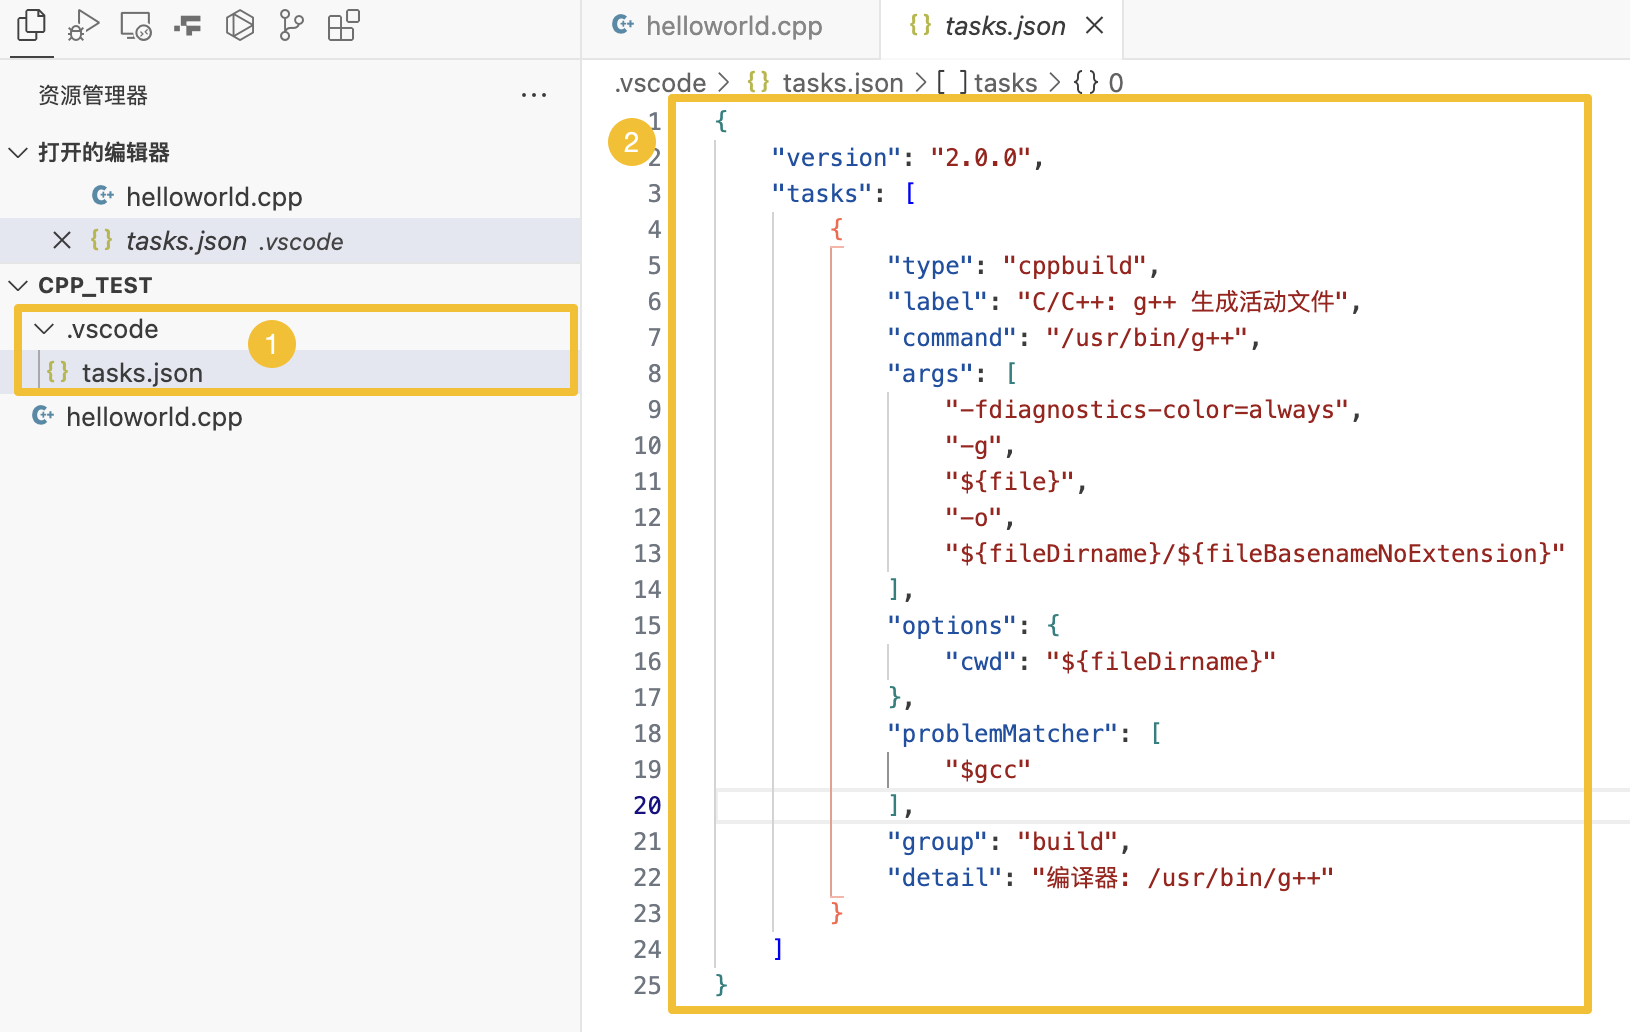 helloworld.cpp
tasks.json
资源管理器
打开的编辑器
helloworld.cpp
tasks.json .vscode
CPP_TEST
.vscode
1
tasks.json
helloworld.cpp
.vscode > {} tasks.json > [ ] tasks > {} 0
2
1 {
2 "version": "2.0.0",
3 "tasks": [
4 {
5 "type": "cppbuild",
6 "label": "C/C++: g++ 生成活动文件",
7 "command": "/usr/bin/g++",
8 "args": [
9 "-fdiagnostics-color=always",
10 "-g",
11 "${file}",
12 "-o",
13 "${fileDirname}/${fileBasenameNoExtension}"
14 ],
15 "options": {
16 "cwd": "${fileDirname}"
17 },
18 "problemMatcher": [
19 "$gcc"
20 ],
21 "group": "build",
22 "detail": "编译器: /usr/bin/g++"
23 }
24 ]
25 }